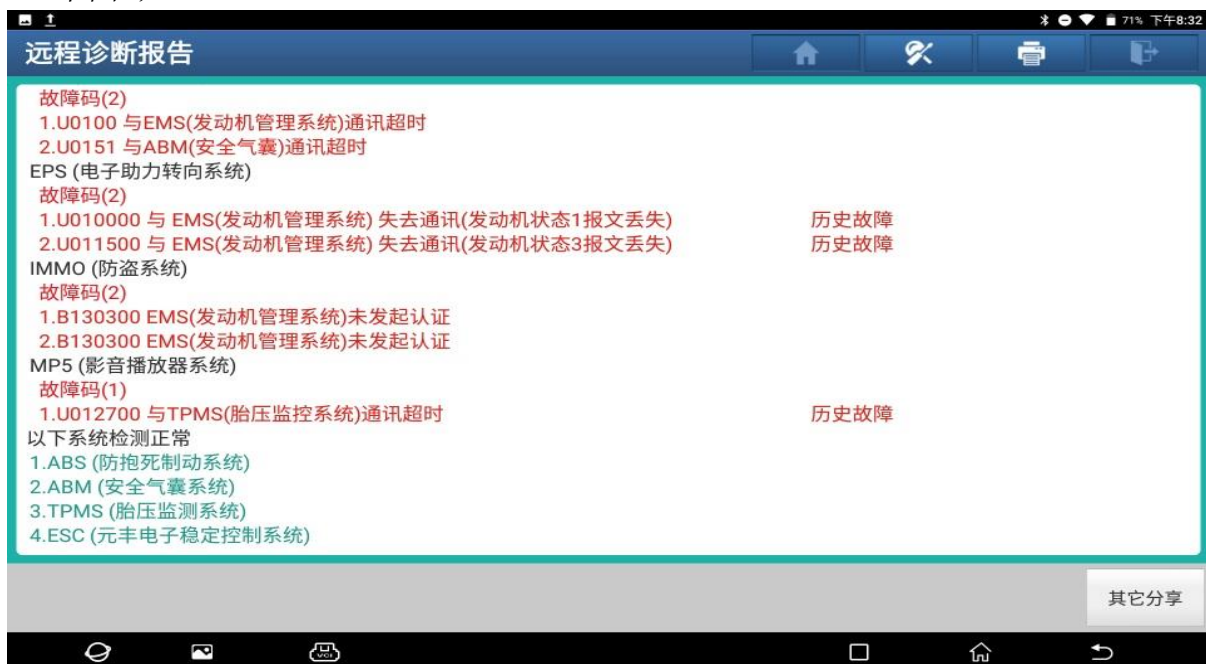 71% 下午8:32
远程诊断报告
故障码(2)
1.U0100 与EMS(发动机管理系统)通讯超时
2.U0151 与ABM(安全气囊)通讯超时
EPS (电子助力转向系统)
故障码(2)
1.U010000 与 EMS(发动机管理系统) 失去通讯(发动机状态1报文丢失) 历史故障
2.U011500 与 EMS(发动机管理系统) 失去通讯(发动机状态3报文丢失) 历史故障
IMMO (防盗系统)
故障码(2)
1.B130300 EMS(发动机管理系统)未发起认证
2.B130300 EMS(发动机管理系统)未发起认证
MP5 (影音播放器系统)
故障码(1)
1.U012700 与TPMS(胎压监控系统)通讯超时 历史故障
以下系统检测正常
1.ABS (防抱死制动系统)
2.ABM (安全气囊系统)
3.TPMS (胎压监测系统)
4.ESC (元丰电子稳定控制系统)
其它分享
VCI